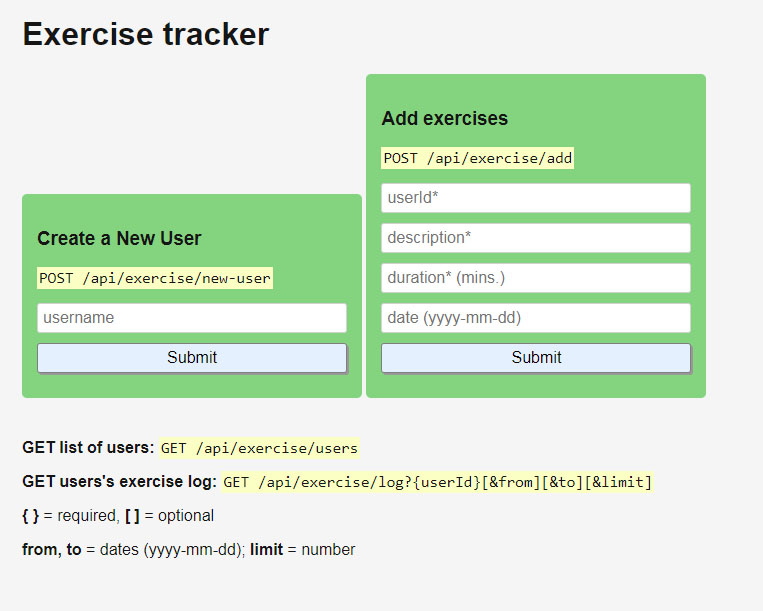 Exercise tracker
Create a New User
POST /api/exercise/new-user
username
Submit
Add exercises
POST /api/exercise/add
userId*
description*
duration* (mins.)
date (yyyy-mm-dd)
Submit
GET list of users: GET /api/exercise/users
GET users's exercise log: GET /api/exercise/log?{userId}[&from][&to][&limit]
{ } = required, [ ] = optional
from, to = dates (yyyy-mm-dd); limit = number